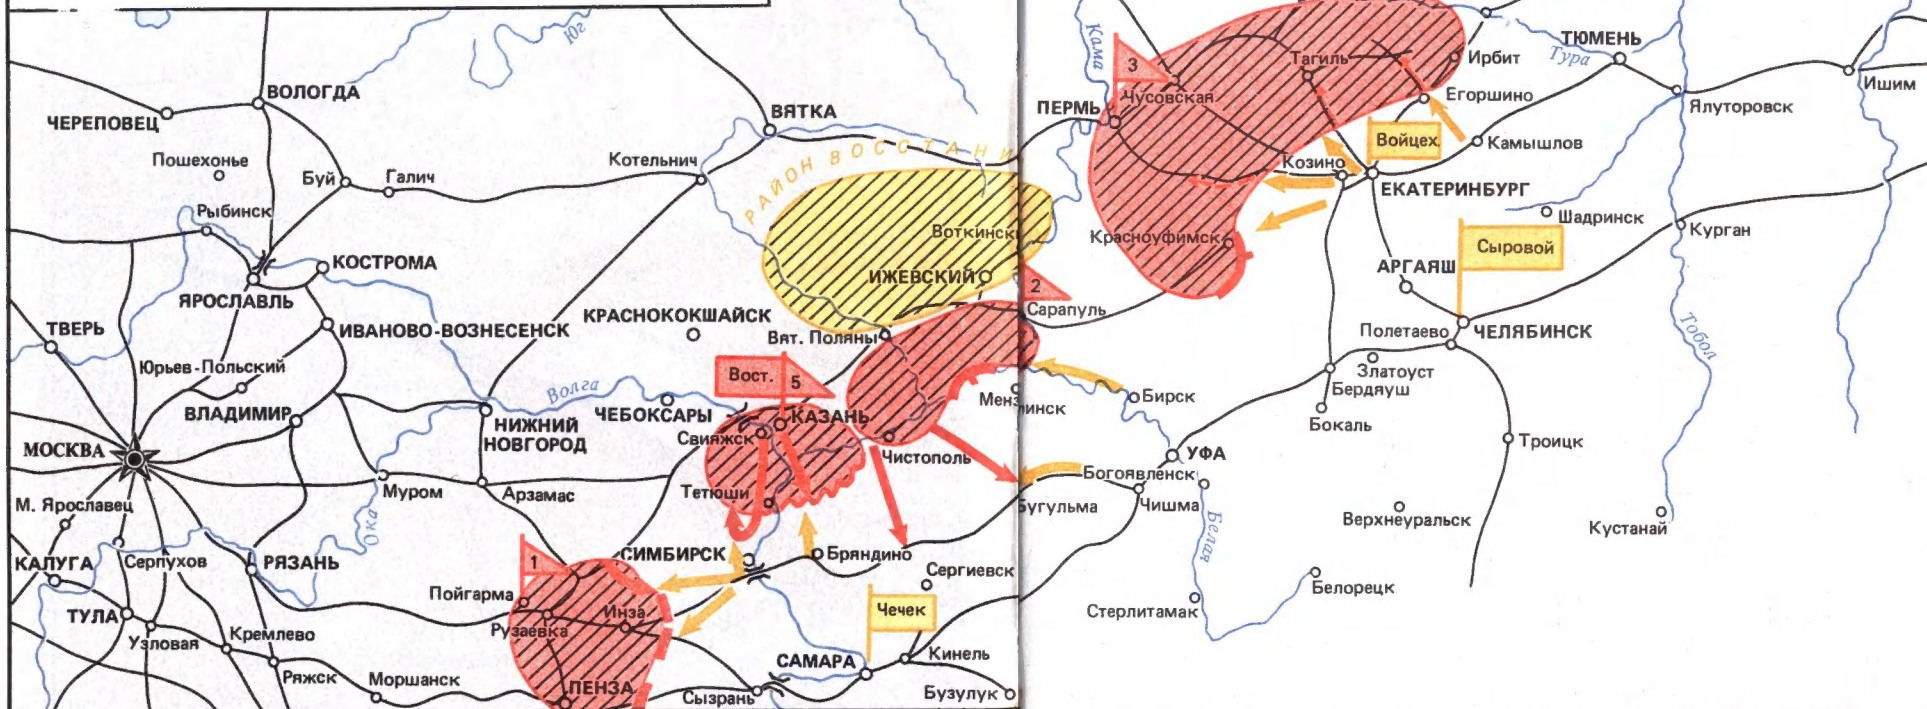 Юг
Кама
ТЮМЕНЬ
Тура
Ирбит
Тагиль
3
Ишим
ВОЛОГДА
ЧЕРЕПОВЕЦ
ВЯТКА
ПЕРМЬ
Чусовская
Егоршино
Ялуторовск
РАЙОН ВОССТАНИ
Войцех.
Камышлов
Пошехонье
Котельнич
Козино
Буй
Галич
ЕКАТЕРИНБУРГ
Рыбинск
Шадринск
Воткинск
Красноуфимск
Курган
Сыровой
КОСТРОМА
ИЖЕВСКИЙ
АРГАЯШ
ЯРОСЛАВЛЬ
2
Сарапуль
КРАСНОКОКШАЙСК
ТВЕРЬ
ИВАНОВО-ВОЗНЕСЕНСК
Вят. Поляны
Полетаево
ЧЕЛЯБИНСК
Тобол
Юрьев-Польский
Вост.
5
Златоуст
Бердяуш
Волга
Бирск
ВЛАДИМИР
ЧЕБОКСАРЫ
КАЗАНЬ
Менз
линск
НИЖНИЙ
НОВГОРОД
Свияжск
Бокаль
МОСКВА
Чистополь
УФА
Троицк
Богоявленск
Муром
Арзамас
Тетюши
Бугульма
Чишма
М. Ярославец
Верхнеуральск
Кустанай
Ока
Белая
КАЛУГА
Серпухов
РЯЗАНЬ
1
СИМБИРСК
Бряндино
Сергиевск
Белорецк
Пойгарма
Инза
Чечек
Стерлитамак
ТУЛА
Рузаевка
Узловая
Кремлево
Кинель
Ряжск
Моршанск
ПЕНЗА
САМАРА
Сызрань
Бузулук